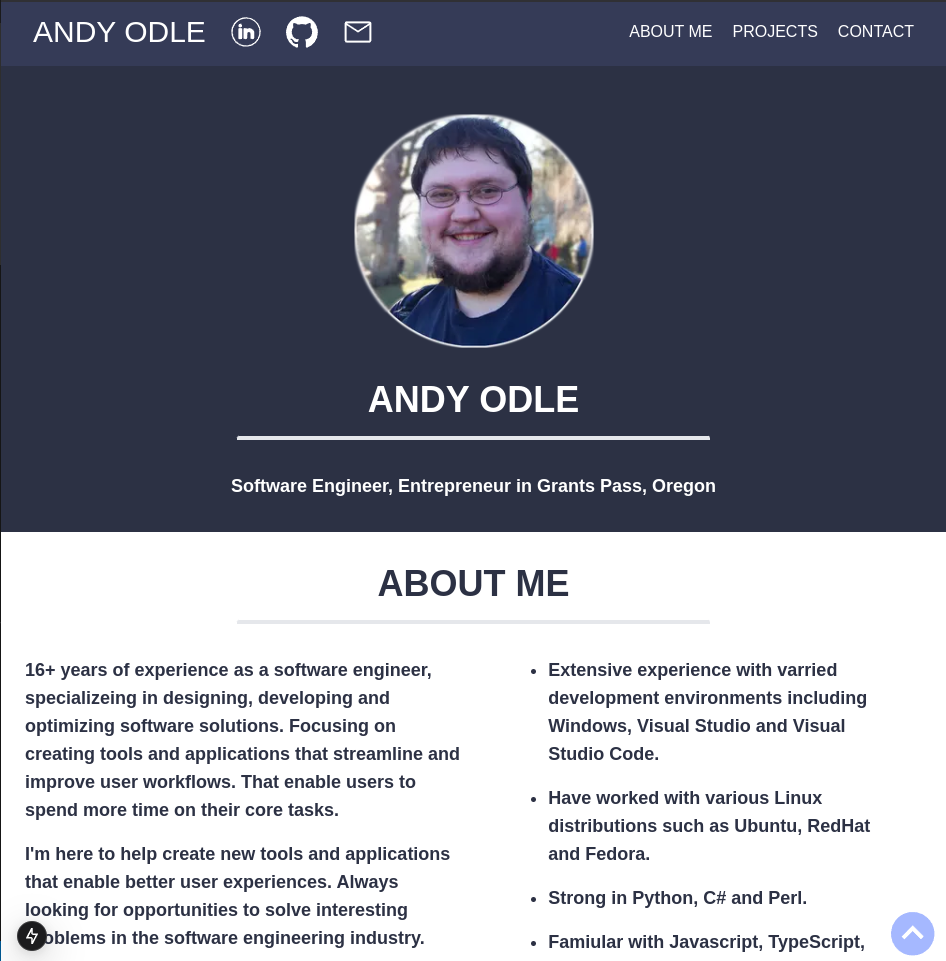 ANDY ODLE
in
ABOUT ME PROJECTS CONTACT
ANDY ODLE
Software Engineer, Entrepreneur in Grants Pass, Oregon
ABOUT ME
16+ years of experience as a software engineer,
specializeing in designing, developing and
optimizing software solutions. Focusing on
creating tools and applications that streamline and
improve user workflows. That enable users to
spend more time on their core tasks.
I'm here to help create new tools and applications
that enable better user experiences. Always
looking for opportunities to solve interesting
problems in the software engineering industry.
• Extensive experience with varried
development environments including
Windows, Visual Studio and Visual
Studio Code.
• Have worked with various Linux
distributions such as Ubuntu, RedHat
and Fedora.
• Strong in Python, C# and Perl.
• Famiular with Javascript, TypeScript,